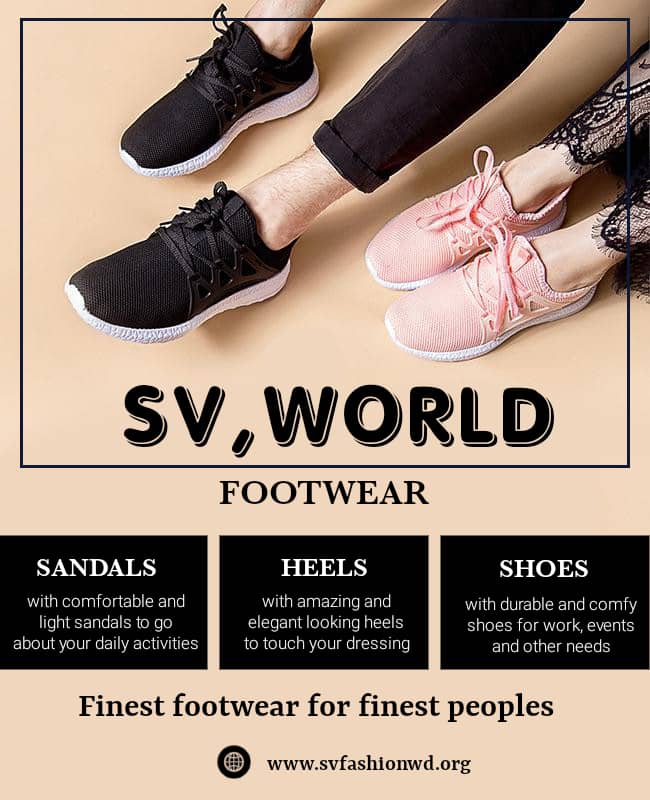 SV,WORLD
FOOTWEAR
SANDALS
with comfortable and
light sandals to go
about your daily activities
HEELS
with amazing and
elegant looking heels
to touch your dressing
SHOES
with durable and comfy
shoes for work, events
and other needs
Finest footwear for finest peoples
www.svfashionwd.org